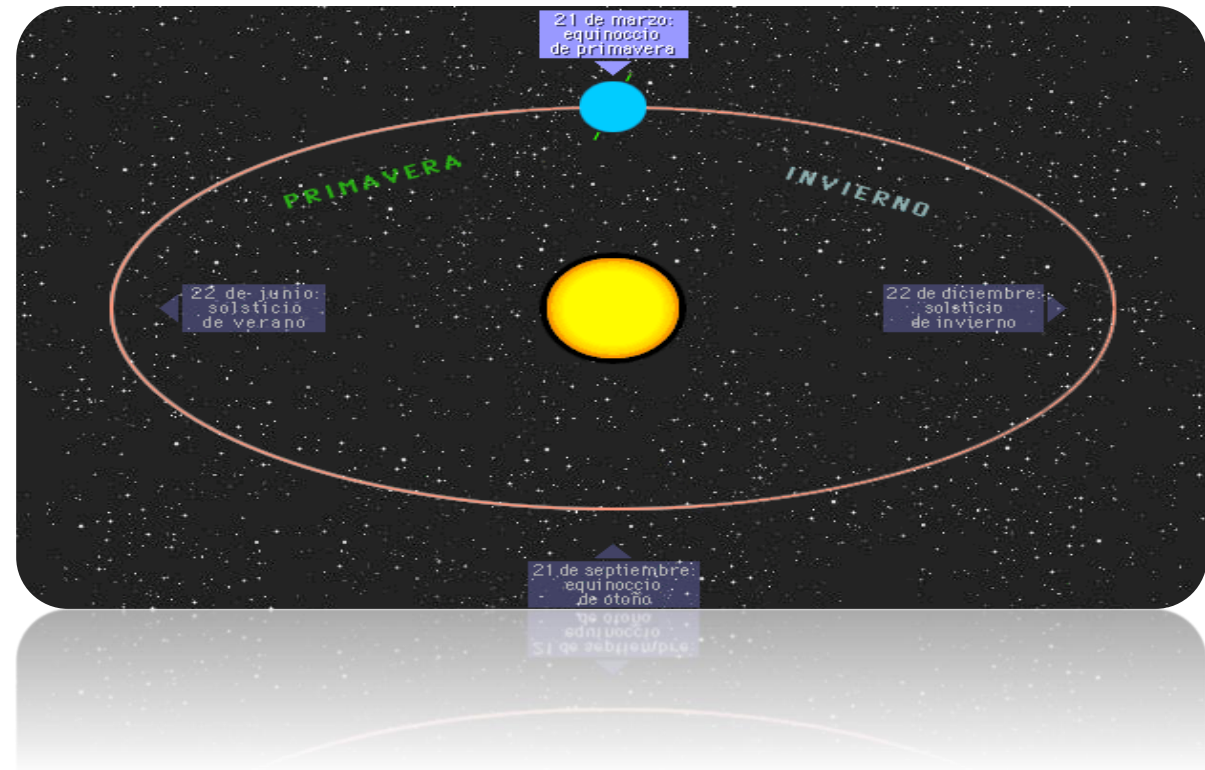 21 de marzo:
equinoccio
de primavera
PRIMAVERA
INVIERNO
22 de junio:
solsticio
de verano
22 de diciembre:
solsticio
de invierno
21 de septiembre:
equinoccio
de otoño